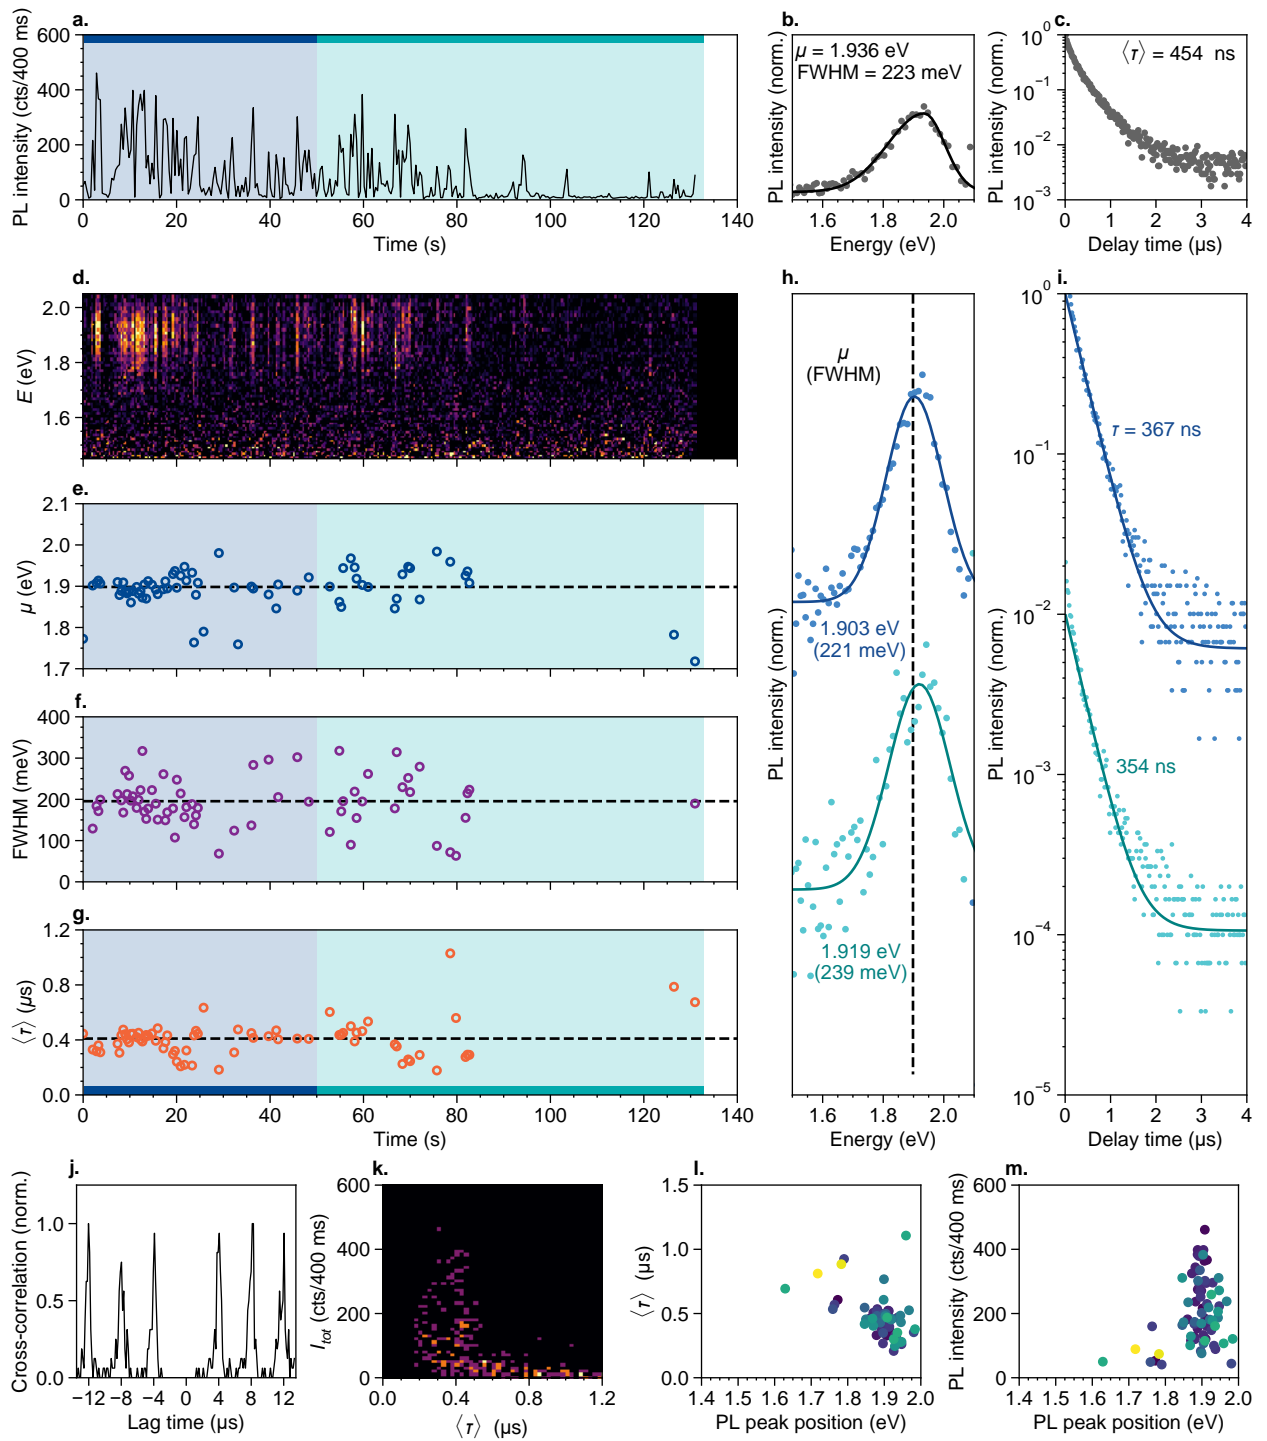 a.
PL intensity (cts/400 ms)
600
400
200
0
0 20 40 60 80 100 120 140
Time (s)
b.
PL intensity (norm.)
μ = 1.936 eV
FWHM = 223 meV
1.6 1.8 2.0
Energy (eV)
c.
PL intensity (norm.)
⟨τ⟩ = 454 ns
10⁰
10⁻¹
10⁻²
10⁻³
0 1 2 3 4
Delay time (μs)
d.
E (eV)
2.0
1.8
1.6
0 20 40 60 80 100 120 140
e.
μ (eV)
2.1
2.0
1.9
1.8
1.7
f.
FWHM (meV)
400
300
200
100
0
g.
⟨τ⟩ (μs)
1.2
0.8
0.4
0.0
0 20 40 60 80 100 120 140
Time (s)
h.
PL intensity (norm.)
μ
(FWHM)
1.903 eV
(221 meV)
1.919 eV
(239 meV)
1.6 1.8 2.0
Energy (eV)
i.
PL intensity (norm.)
10⁰
10⁻¹
10⁻²
10⁻³
10⁻⁴
10⁻⁵
τ = 367 ns
354 ns
0 1 2 3 4
Delay time (μs)
j.
Cross-correlation (norm.)
1.0
0.5
0.0
−12 −8 −4 0 4 8 12
Lag time (μs)
k.
I_tot (cts/400 ms)
600
400
200
0
0.0 0.4 0.8 1.2
⟨τ⟩ (μs)
l.
⟨τ⟩ (μs)
1.5
1.0
0.5
0.0
1.4 1.5 1.6 1.7 1.8 1.9 2.0
PL peak position (eV)
m.
PL intensity (cts/400 ms)
600
400
200
0
1.4 1.5 1.6 1.7 1.8 1.9 2.0
PL peak position (eV)